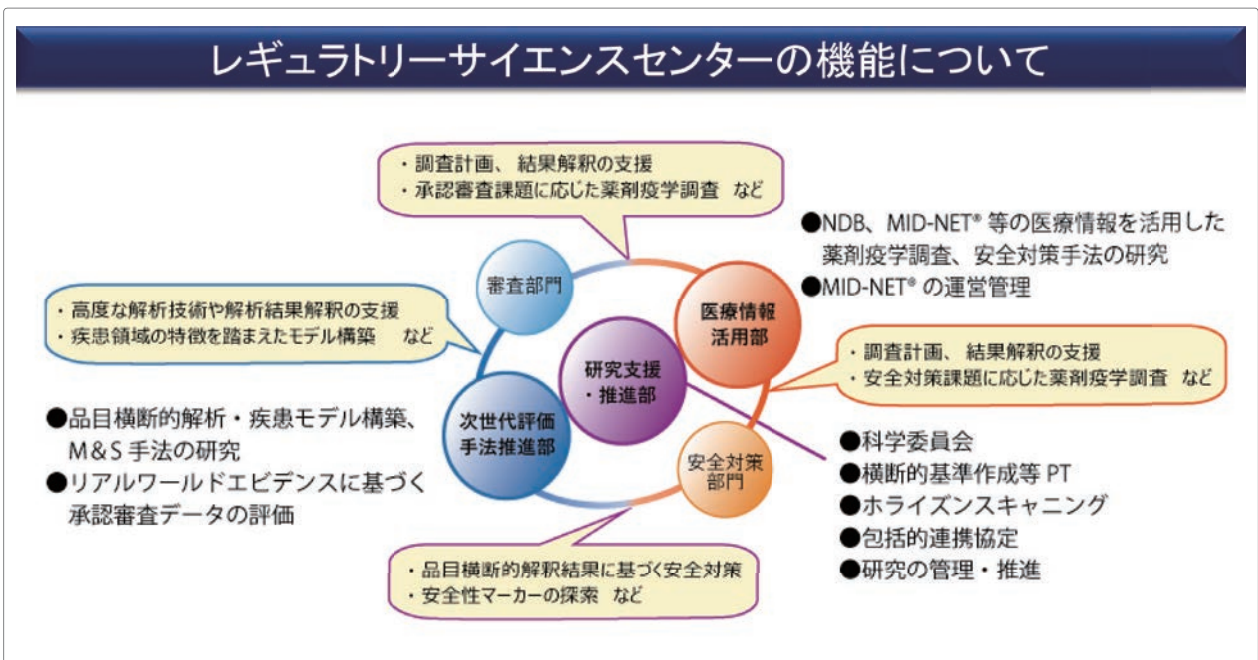 レギュラトリーサイエンスセンターの機能について
・調査計画、結果解釈の支援
・承認審査課題に応じた薬剤疫学調査 など
●NDB、MID-NET® 等の医療情報を活用した
薬剤疫学調査、安全対策手法の研究
●MID-NET® の運営管理
審査部門
医療情報
活用部
・高度な解析技術や解析結果解釈の支援
・疾患領域の特徴を踏まえたモデル構築 など
研究支援
・推進部
・調査計画、結果解釈の支援
・安全対策課題に応じた薬剤疫学調査 など
次世代評価
手法推進部
●品目横断的解析・疾患モデル構築、
M&S 手法の研究
●リアルワールドエビデンスに基づく
承認審査データの評価
安全対策
部門
●科学委員会
●横断的基準作成等 PT
●ホライズンスキャニング
●包括的連携協定
●研究の管理・推進
・品目横断的解釈結果に基づく安全対策
・安全性マーカーの探索 など